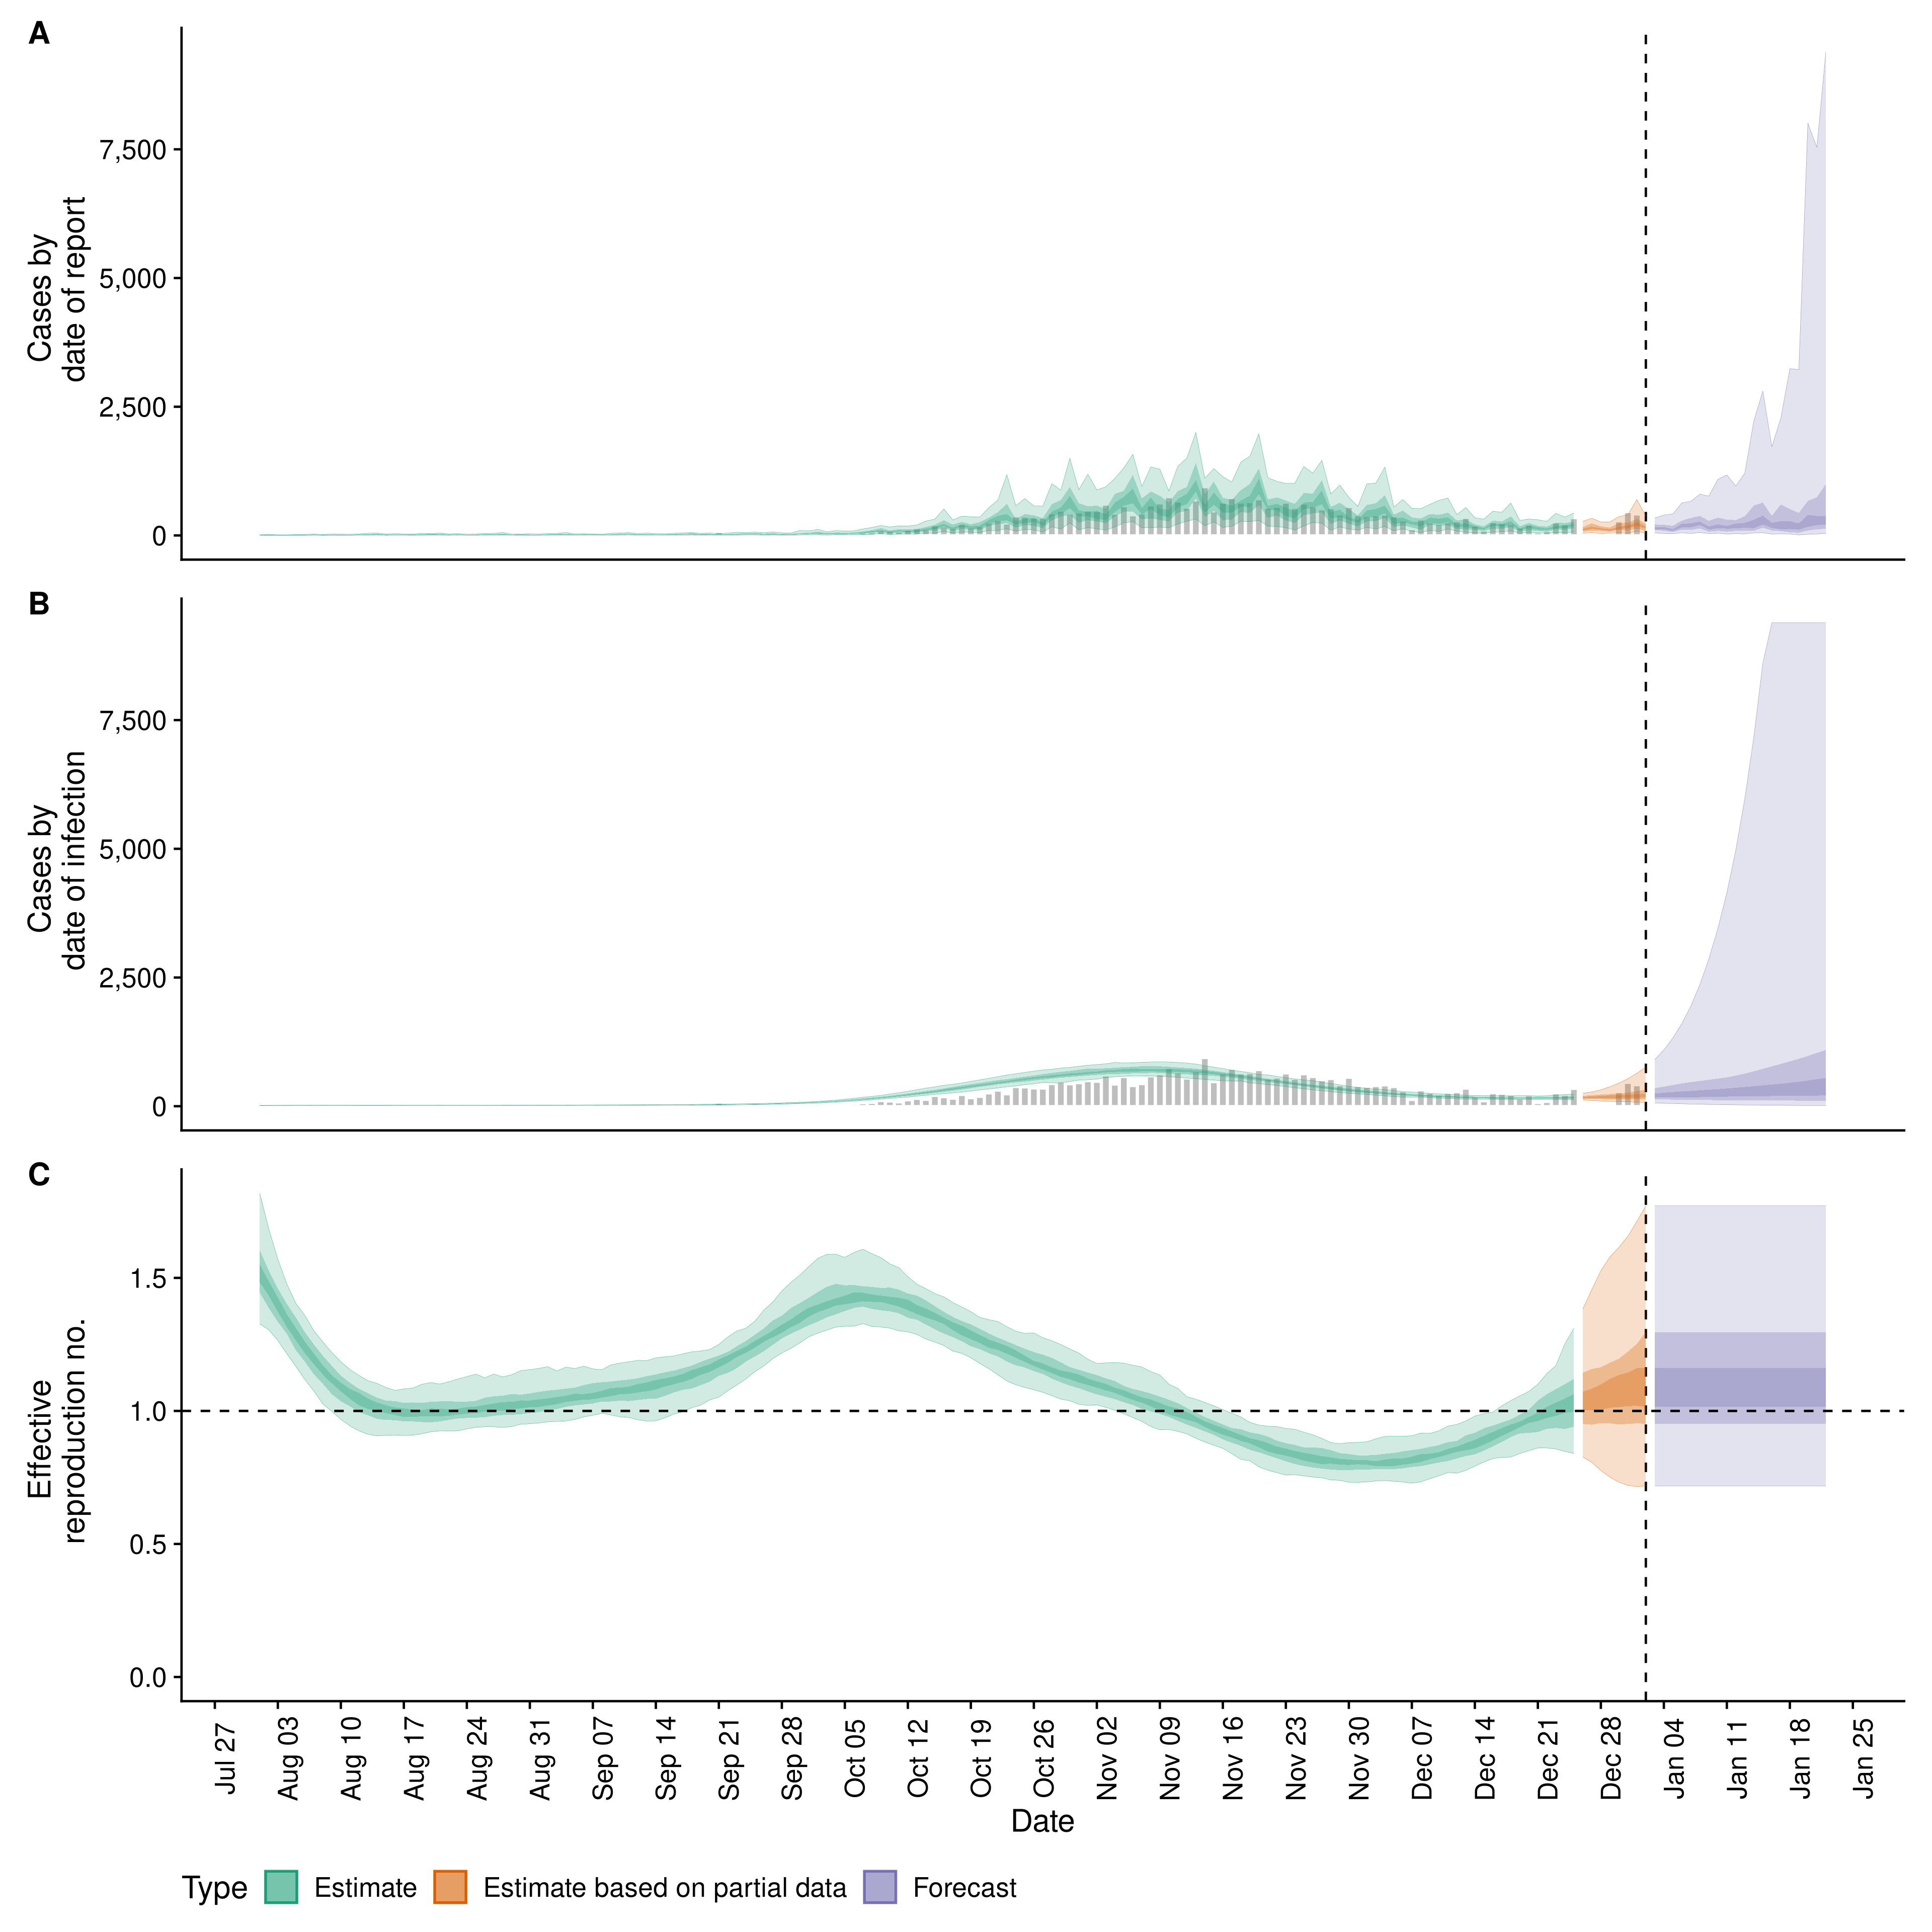 A
7,500
5,000
2,500
0
Cases by
date of report
B
7,500
5,000
2,500
0
Cases by
date of infection
C
1.5
1.0
0.5
0.0
Effective
reproduction no.
Jul 27
Aug 03
Aug 10
Aug 17
Aug 24
Aug 31
Sep 07
Sep 14
Sep 21
Sep 28
Oct 05
Oct 12
Oct 19
Oct 26
Nov 02
Nov 09
Nov 16
Nov 23
Nov 30
Dec 07
Dec 14
Dec 21
Dec 28
Jan 04
Jan 11
Jan 18
Jan 25
Date
Type Estimate Estimate based on partial data Forecast